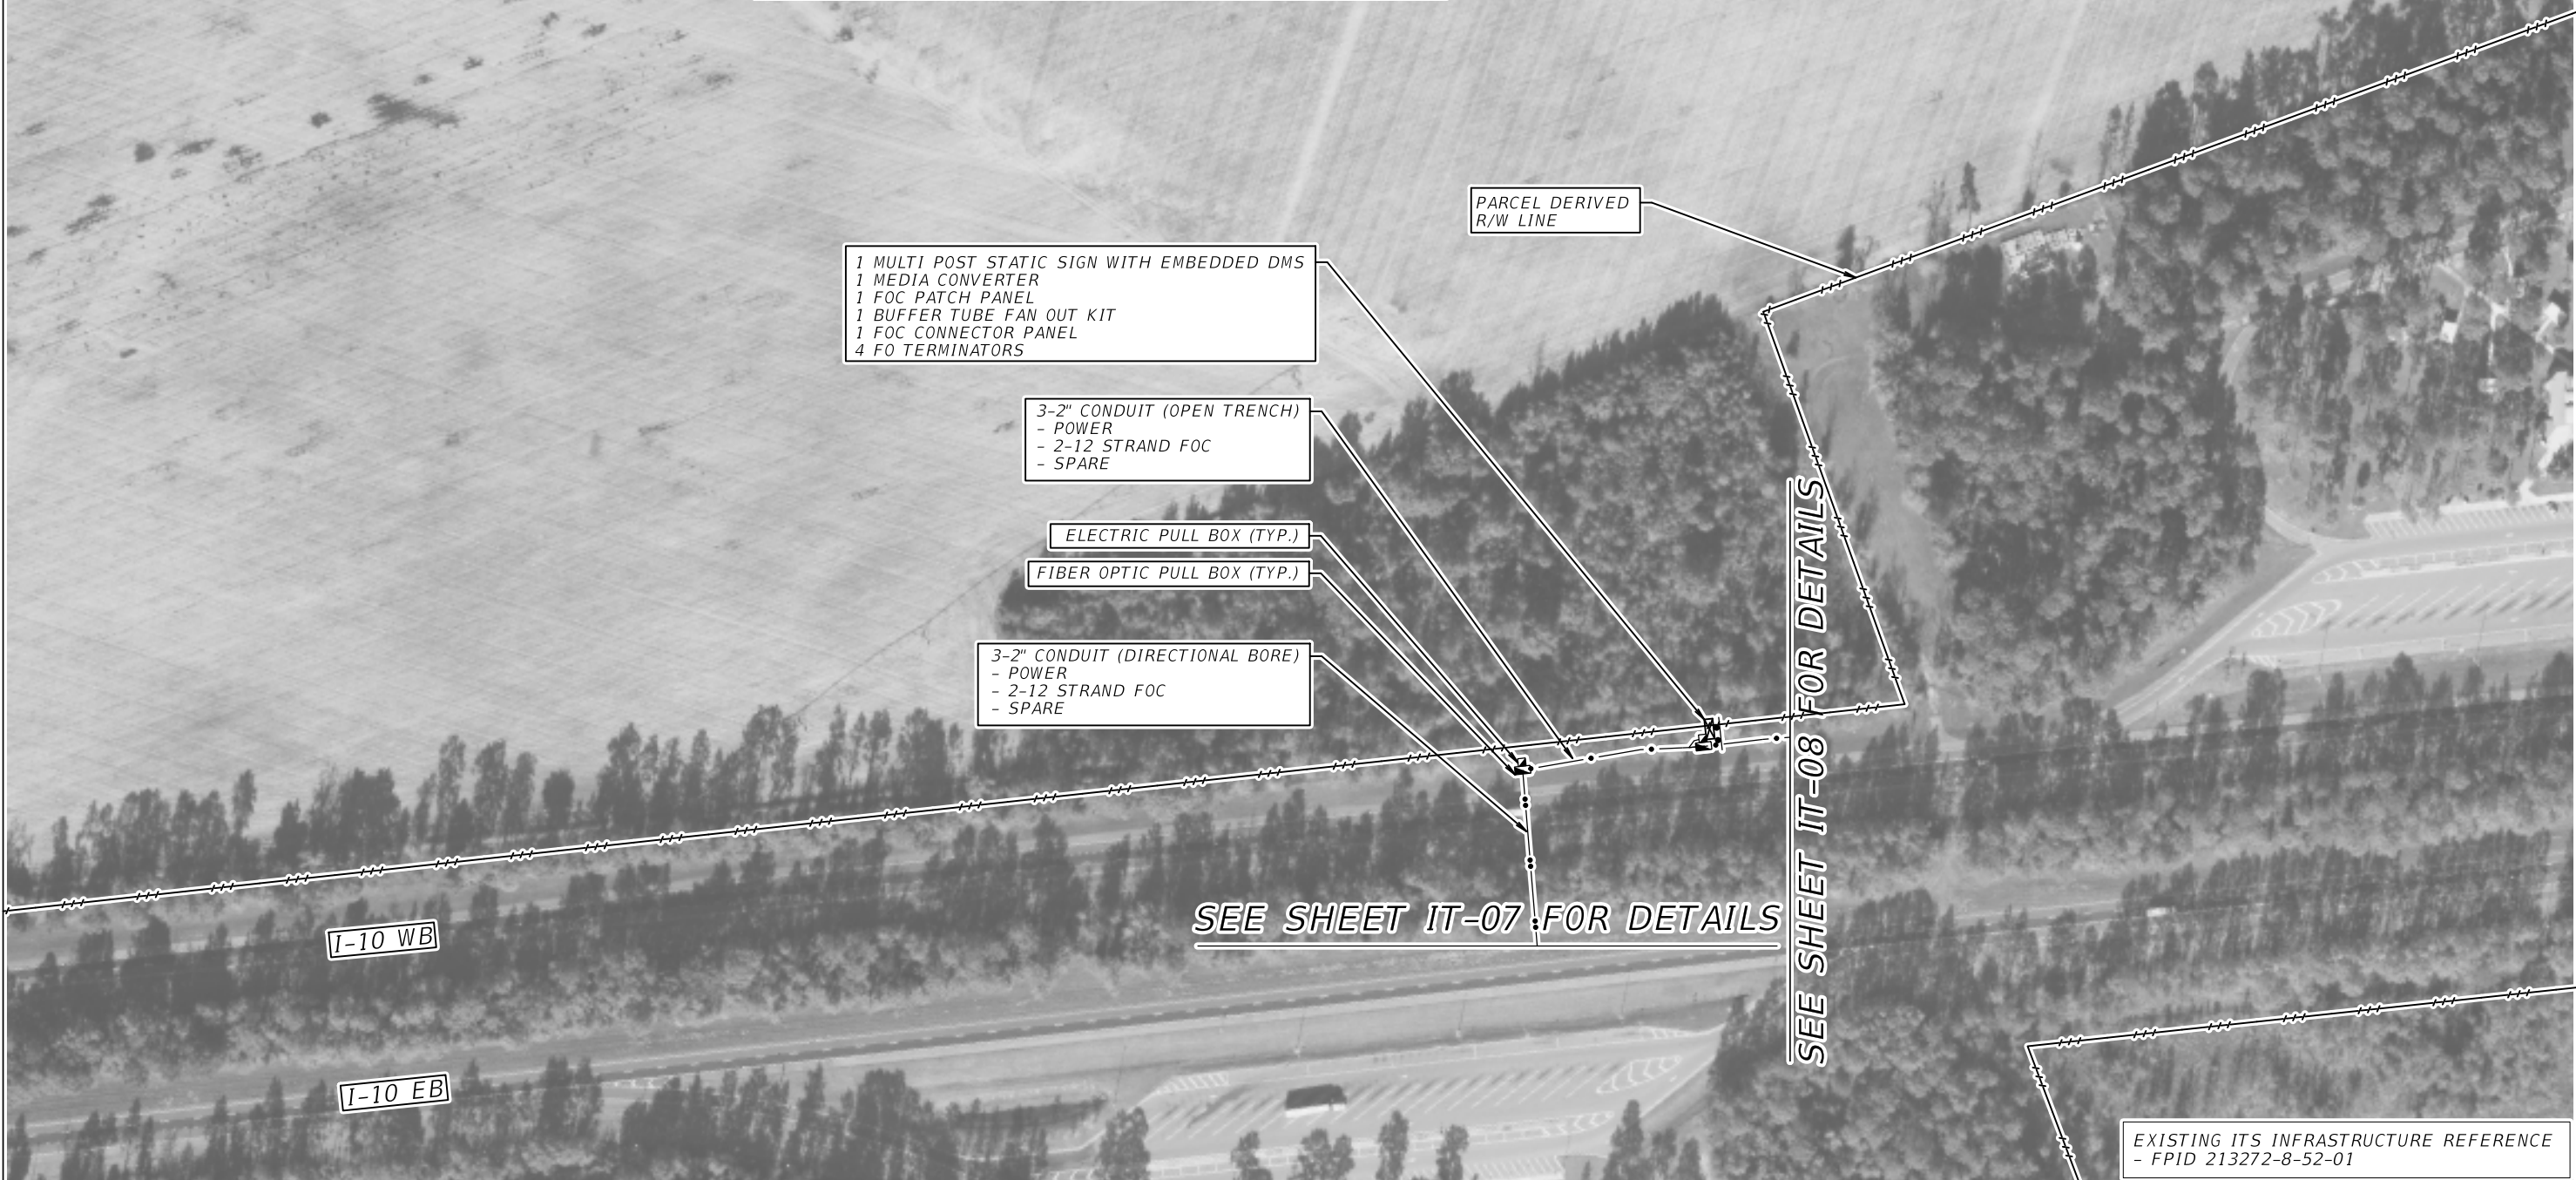 PARCEL DERIVED
R/W LINE
1 MULTI POST STATIC SIGN WITH EMBEDDED DMS
1 MEDIA CONVERTER
1 FOC PATCH PANEL
1 BUFFER TUBE FAN OUT KIT
1 FOC CONNECTOR PANEL
4 FO TERMINATORS
3-2" CONDUIT (OPEN TRENCH)
- POWER
- 2-12 STRAND FOC
- SPARE
ELECTRIC PULL BOX (TYP.)
FIBER OPTIC PULL BOX (TYP.)
3-2" CONDUIT (DIRECTIONAL BORE)
- POWER
- 2-12 STRAND FOC
- SPARE
SEE SHEET IT-08 FOR DETAILS
SEE SHEET IT-07 FOR DETAILS
I-10 WB
I-10 EB
EXISTING ITS INFRASTRUCTURE REFERENCE
- FPID 213272-8-52-01